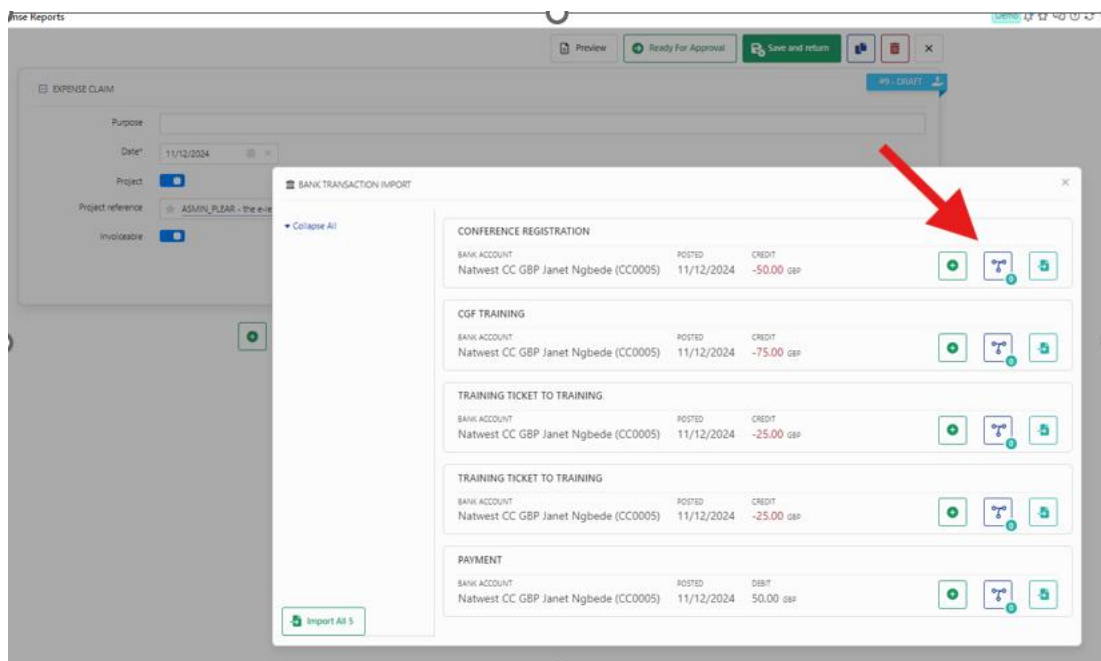 nse Reports
Demo
Preview
Ready For Approval
Save and return
EXPENSE CLAIM
#9 - DRAFT
Purpose
Date*
11/12/2024
Project
Project reference
ASMIN_PLEAR - the e-le
Invoiceable
BANK TRANSACTION IMPORT
Collapse All
CONFERENCE REGISTRATION
BANK ACCOUNT POSTED CREDIT
Natwest CC GBP Janet Ngbede (CC0005) 11/12/2024 -50.00 GBP
0
CGF TRAINING
BANK ACCOUNT POSTED CREDIT
Natwest CC GBP Janet Ngbede (CC0005) 11/12/2024 -75.00 GBP
0
TRAINING TICKET TO TRAINING
BANK ACCOUNT POSTED CREDIT
Natwest CC GBP Janet Ngbede (CC0005) 11/12/2024 -25.00 GBP
0
TRAINING TICKET TO TRAINING
BANK ACCOUNT POSTED CREDIT
Natwest CC GBP Janet Ngbede (CC0005) 11/12/2024 -25.00 GBP
0
PAYMENT
BANK ACCOUNT POSTED DEBIT
Natwest CC GBP Janet Ngbede (CC0005) 11/12/2024 50.00 GBP
0
Import All 5